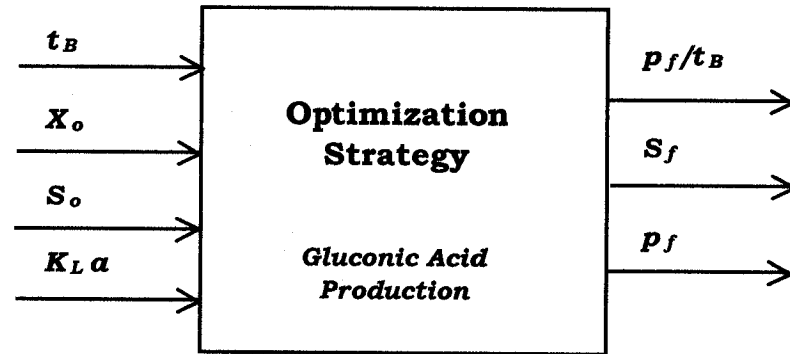 t_B
X_o
S_o
K_L a
Optimization
Strategy
Gluconic Acid
Production
p_f/t_B
S_f
p_f